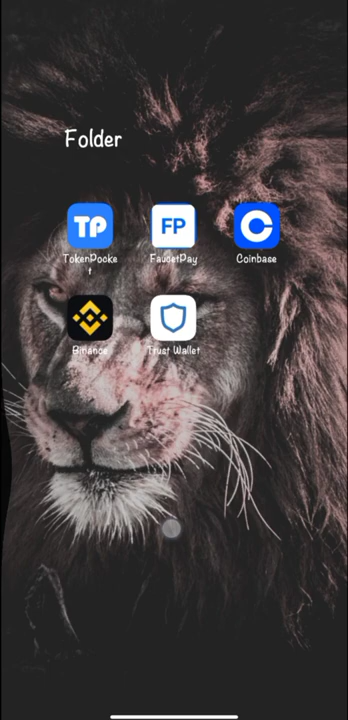 Folder
TP
FP
TokenPocke
t
FaucetPay
Coinbase
Binance
Trust Wallet